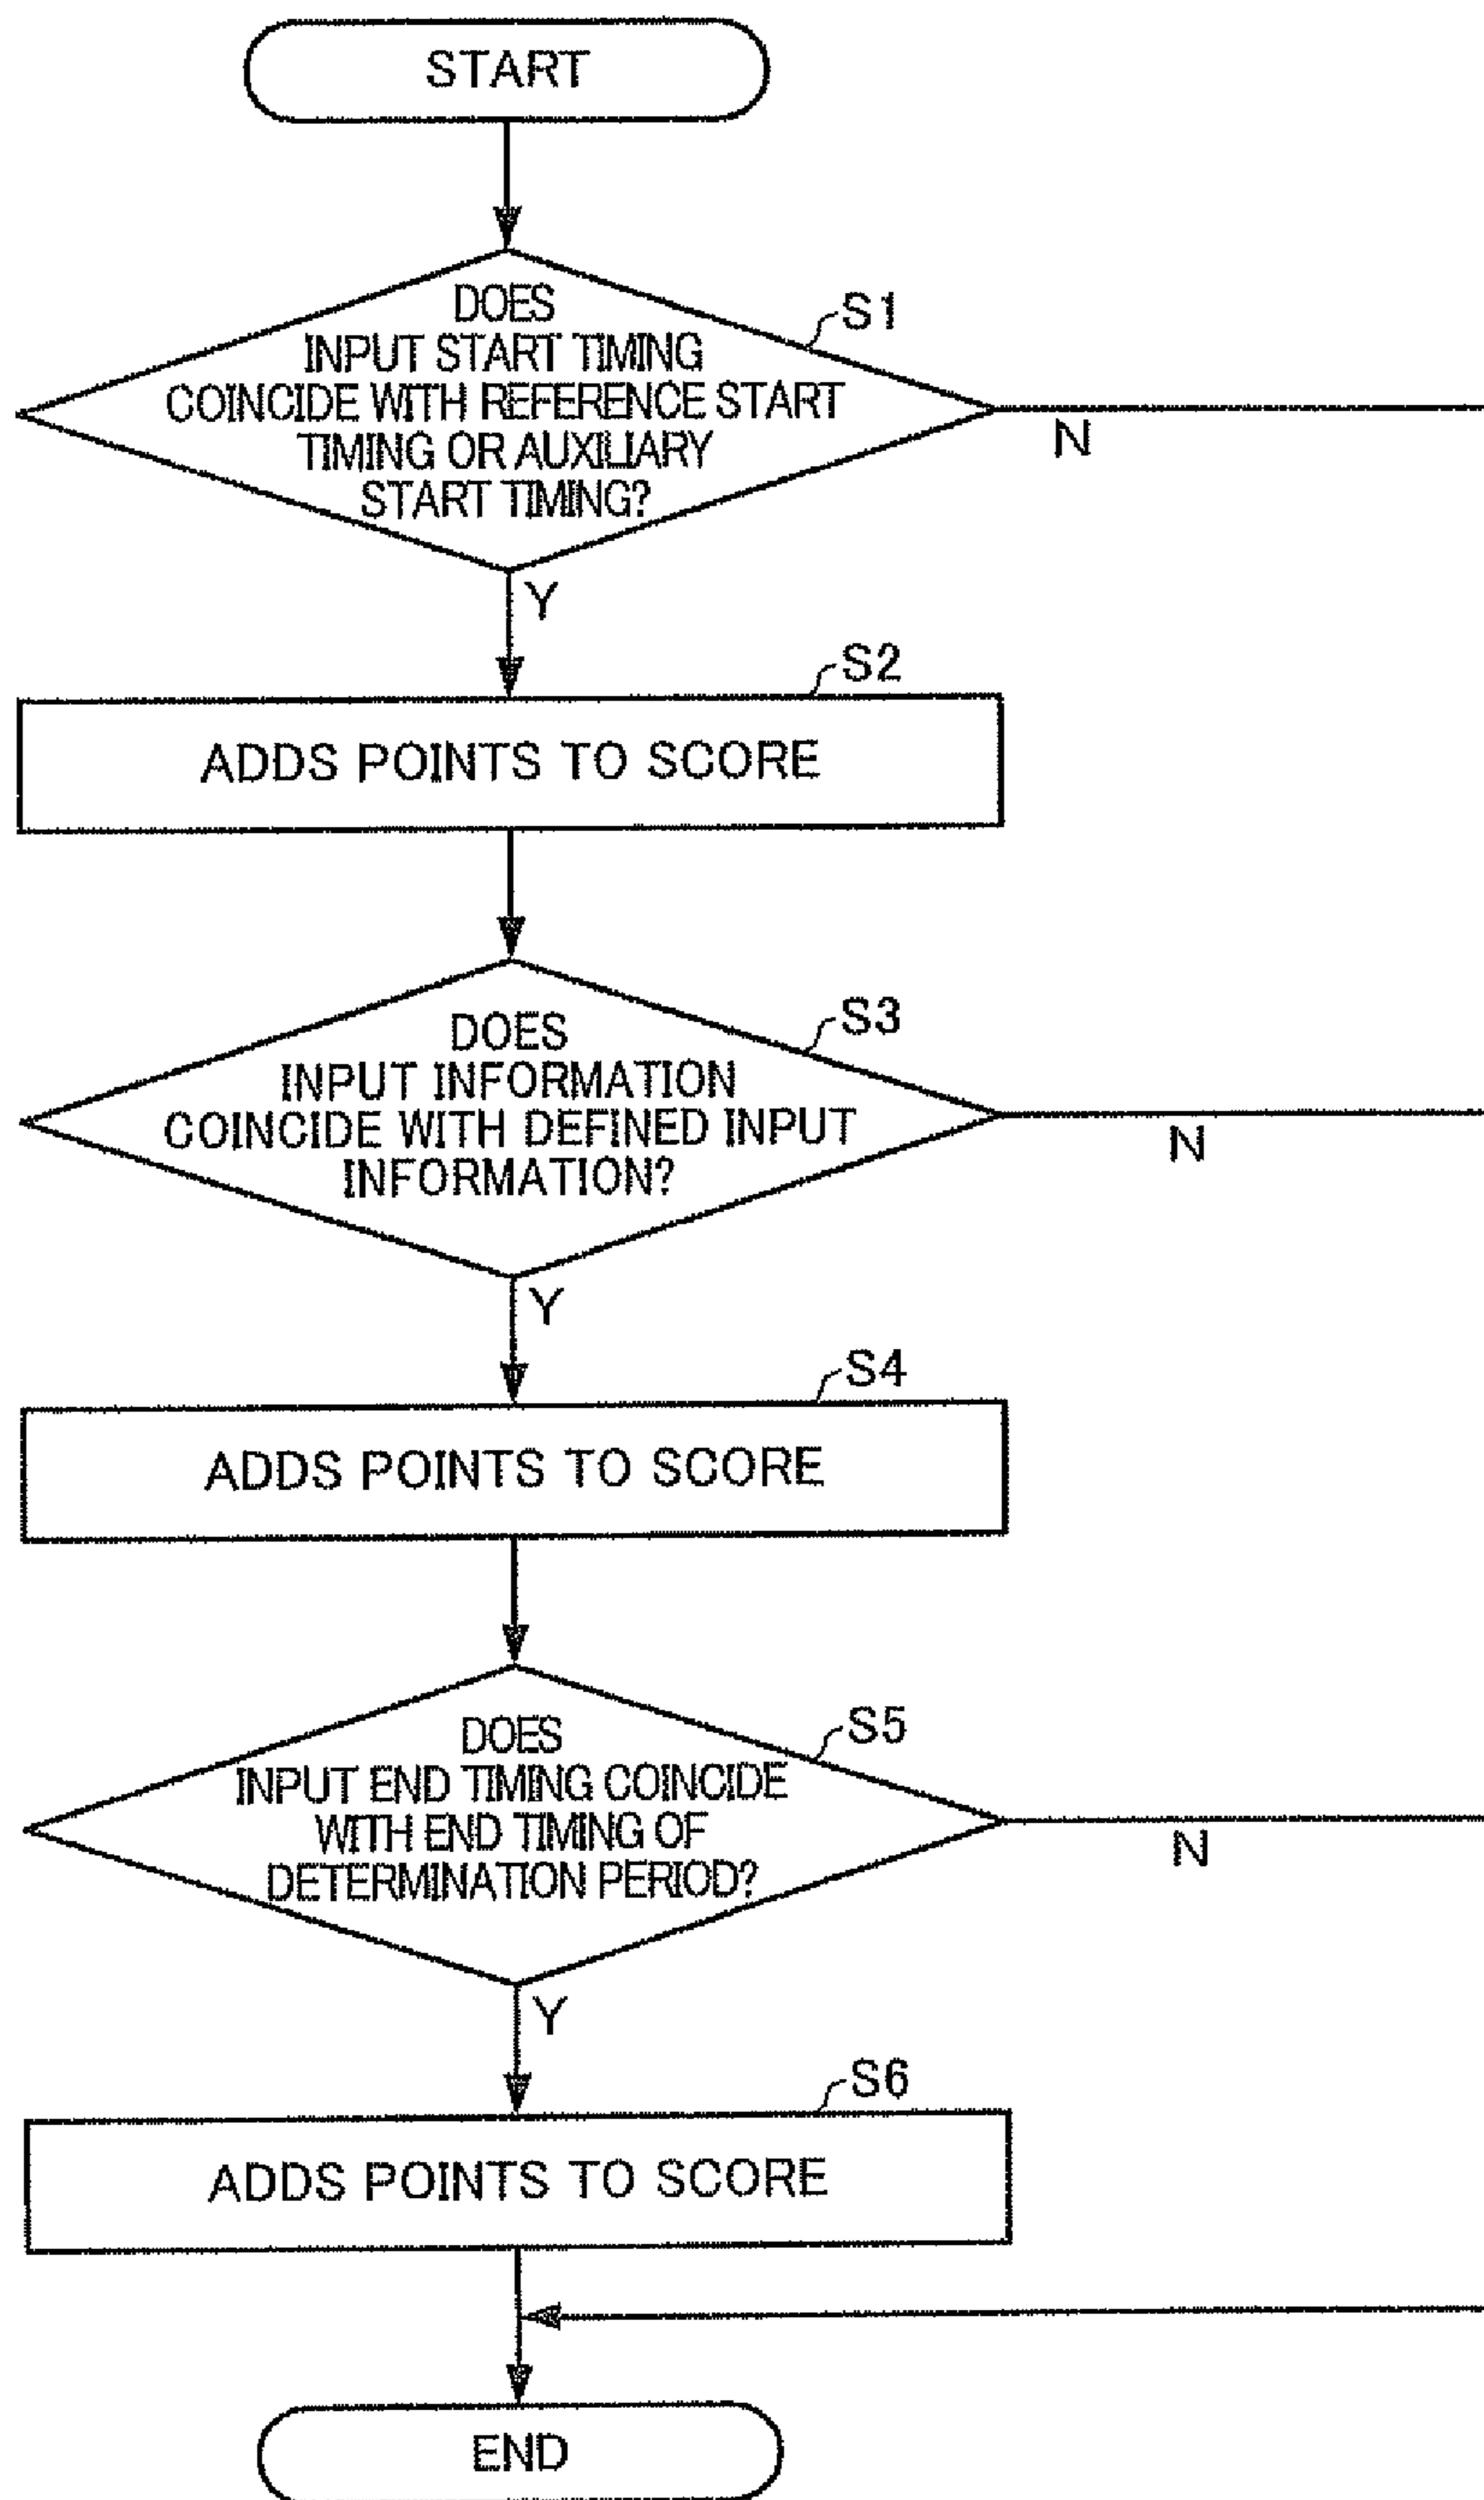 START
DOES
S1
INPUT START TIMING
COINCIDE WITH REFERENCE START
TIMING OR AUXILIARY
START TIMING?
N
Y
S2
ADDS POINTS TO SCORE
DOES
S3
INPUT INFORMATION
COINCIDE WITH DEFINED INPUT
INFORMATION?
N
Y
S4
ADDS POINTS TO SCORE
DOES
S5
INPUT END TIMING COINCIDE
WITH END TIMING OF
DETERMINATION PERIOD?
N
Y
S6
ADDS POINTS TO SCORE
END